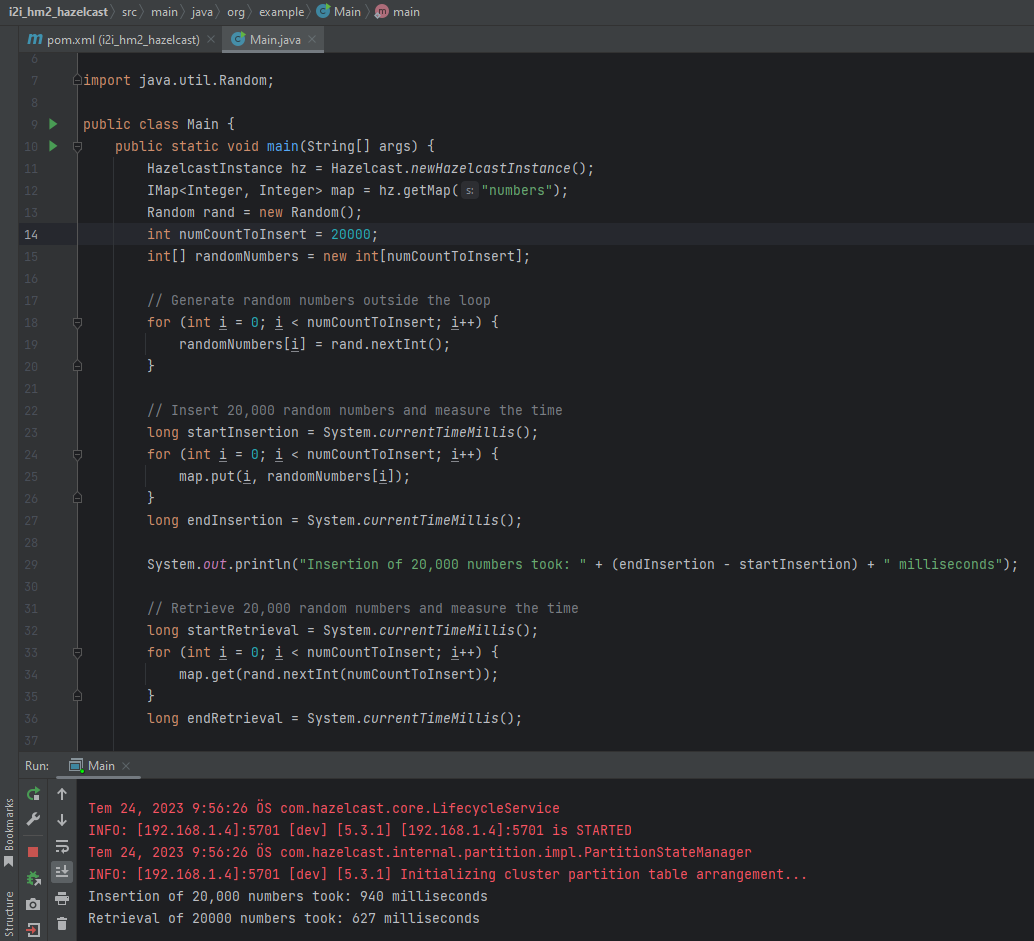 i2i_hm2_hazelcast src main java org example Main main
pom.xml (i2i_hm2_hazelcast) Main.java
6
7 import java.util.Random;
8
9 public class Main {
10 public static void main(String[] args) {
11 HazelcastInstance hz = Hazelcast.newHazelcastInstance();
12 IMap<Integer, Integer> map = hz.getMap( s: "numbers");
13 Random rand = new Random();
14 int numCountToInsert = 20000;
15 int[] randomNumbers = new int[numCountToInsert];
16
17 // Generate random numbers outside the loop
18 for (int i = 0; i < numCountToInsert; i++) {
19 randomNumbers[i] = rand.nextInt();
20 }
21
22 // Insert 20,000 random numbers and measure the time
23 long startInsertion = System.currentTimeMillis();
24 for (int i = 0; i < numCountToInsert; i++) {
25 map.put(i, randomNumbers[i]);
26 }
27 long endInsertion = System.currentTimeMillis();
28
29 System.out.println("Insertion of 20,000 numbers took: " + (endInsertion - startInsertion) + " milliseconds");
30
31 // Retrieve 20,000 random numbers and measure the time
32 long startRetrieval = System.currentTimeMillis();
33 for (int i = 0; i < numCountToInsert; i++) {
34 map.get(rand.nextInt(numCountToInsert));
35 }
36 long endRetrieval = System.currentTimeMillis();
37
Run: Main
Tem 24, 2023 9:56:26 ÖS com.hazelcast.core.LifecycleService
INFO: [192.168.1.4]:5701 [dev] [5.3.1] [192.168.1.4]:5701 is STARTED
Tem 24, 2023 9:56:26 ÖS com.hazelcast.internal.partition.impl.PartitionStateManager
INFO: [192.168.1.4]:5701 [dev] [5.3.1] Initializing cluster partition table arrangement...
Insertion of 20,000 numbers took: 940 milliseconds
Retrieval of 20000 numbers took: 627 milliseconds
Bookmarks
Structure